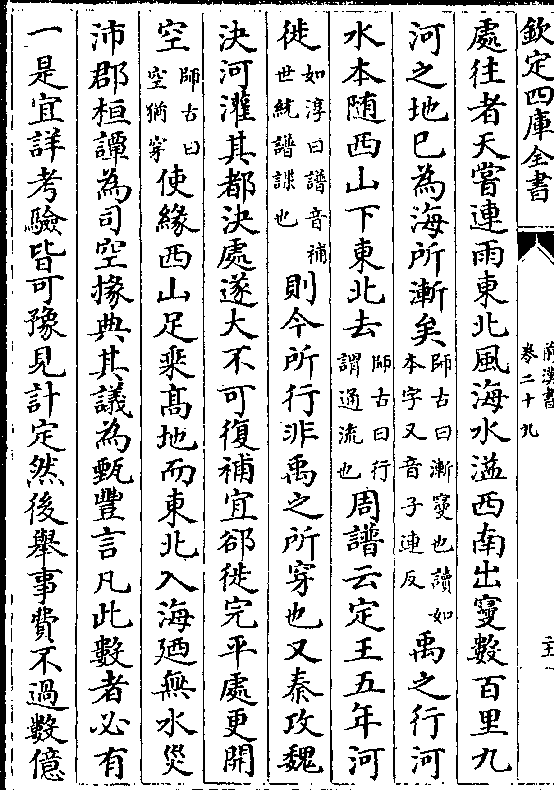 欽定四庫全書
前漢書
卷二十九
處往者天嘗連雨東北風海水溢西南出寖數百里九
河之地已為海所漸矣師古曰漸寖也讀如本字又音子連反禹之行河
水本隨西山下東北去師古曰行謂通流也周譜云定王五年河
徙如淳曰譜音補世統譜諜也則今所行非禹之所穿也又秦攻魏
決河灌其都決處遂大不可復補宜郤徙完平處更開
空師古曰空猶穿使緣西山足乗髙地而東北入海廼無水災
沛郡桓譚為司空掾典其議為甄豐言凡此數者必有
一是宜詳考驗皆可豫見計定然後舉事費不過數億